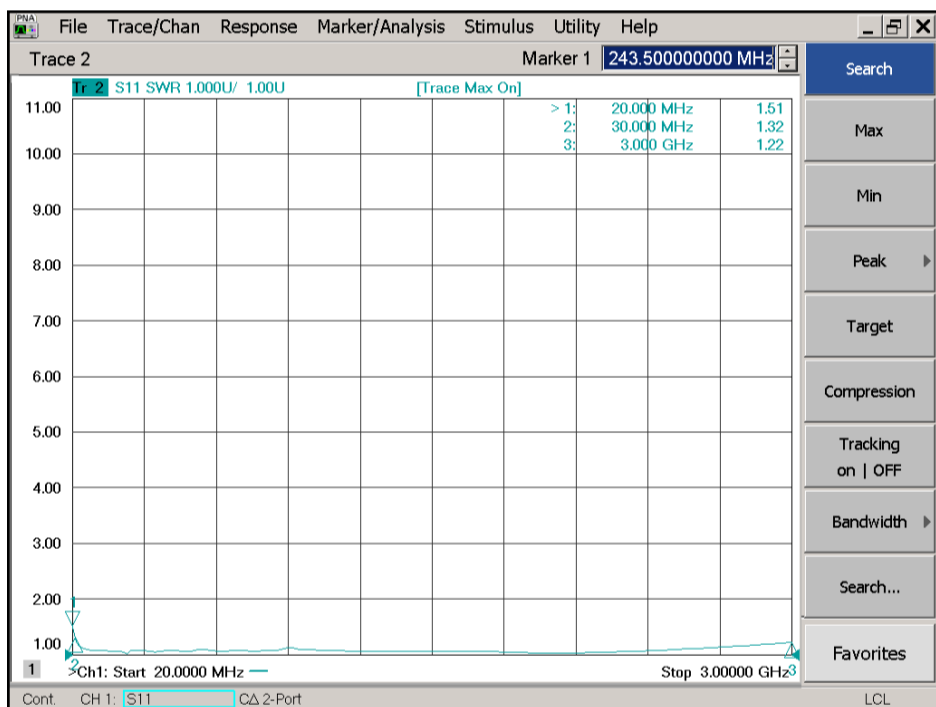 PNA File Trace/Chan Response Marker/Analysis Stimulus Utility Help
Trace 2 Marker 1 243.500000000 MHz
Tr 2 S11 SWR 1.000U/ 1.00U [Trace Max On]
> 1: 20.000 MHz 1.51
2: 30.000 MHz 1.32
3: 3.000 GHz 1.22
11.00
10.00
9.00
8.00
7.00
6.00
5.00
4.00
3.00
2.00
1.00
1
2
3
1 >Ch1: Start 20.0000 MHz Stop 3.00000 GHz
Cont. CH 1: S11 CΔ 2-Port LCL
Search
Max
Min
Peak
Target
Compression
Tracking
on | OFF
Bandwidth
Search...
Favorites